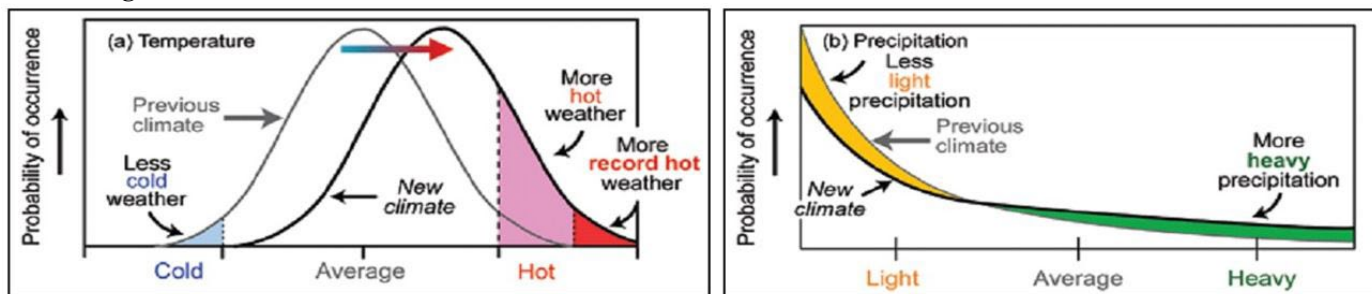 (a) Temperature
Probability of occurrence
Previous
climate
Less
cold
weather
New
climate
More
hot
weather
More
record hot
weather
Cold
Average
Hot
(b) Precipitation
Probability of occurrence
Less
light
precipitation
Previous
climate
New
climate
More
heavy
precipitation
Light
Average
Heavy